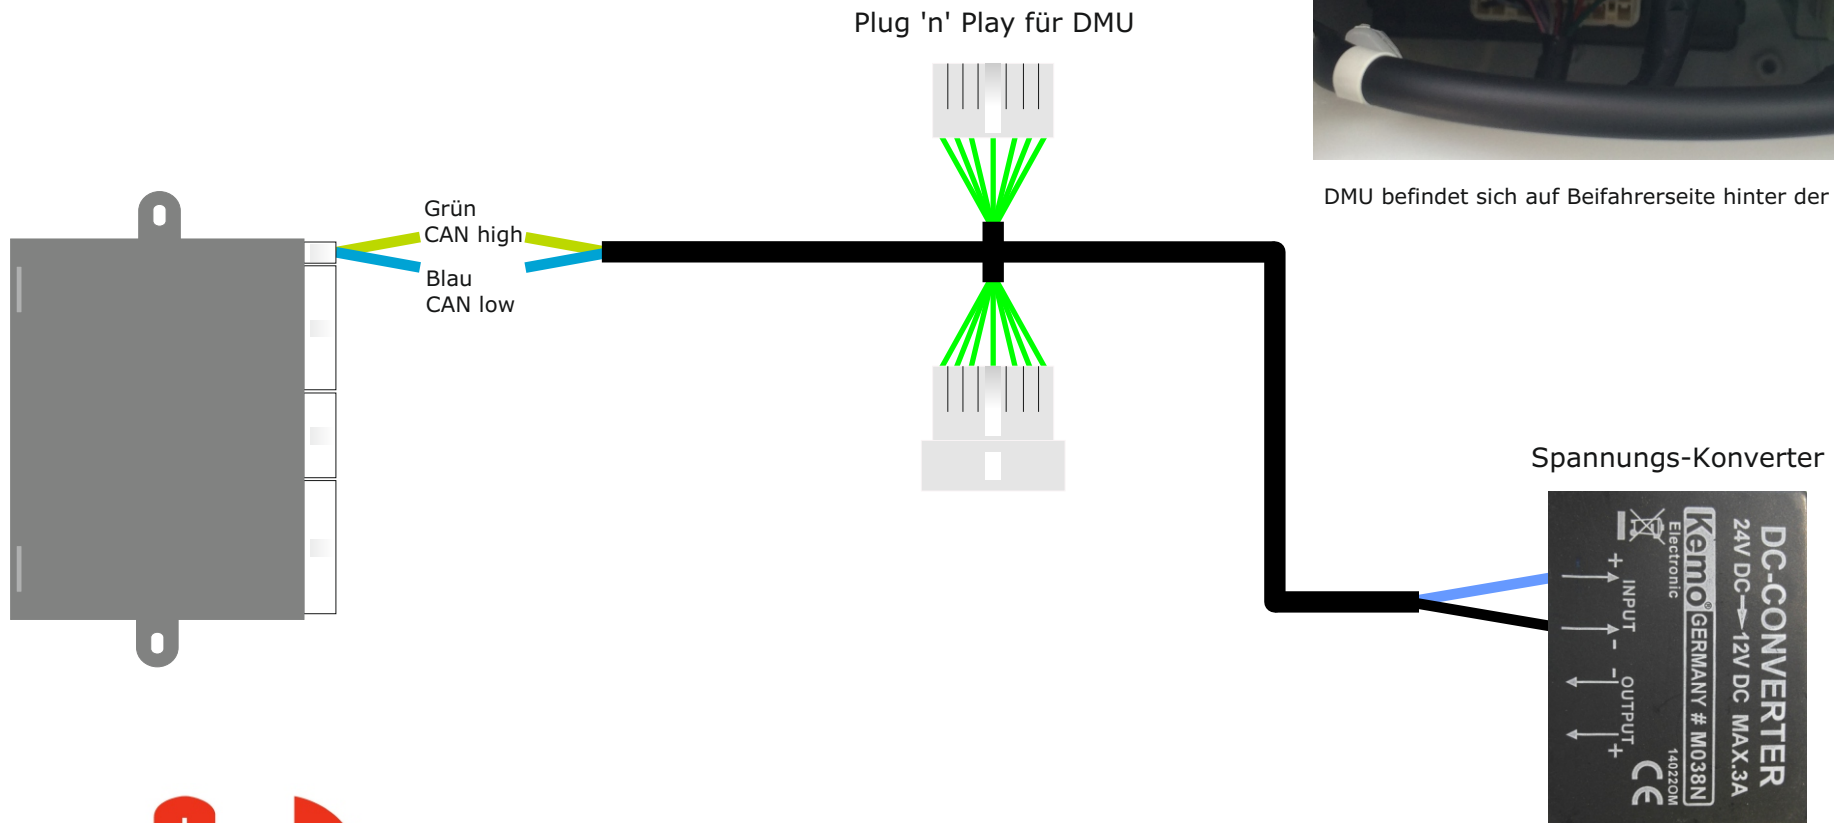 Plug 'n' Play für DMU
DMU befindet sich auf Beifahrerseite hinter der
Grün
CAN high
Blau
CAN low
Spannungs-Konverter
DC-CONVERTER
24V DC→12V DC MAX.3A
Kemo® GERMANY # M038N
Electronic
14022OM
CE
+ INPUT -
- OUTPUT +